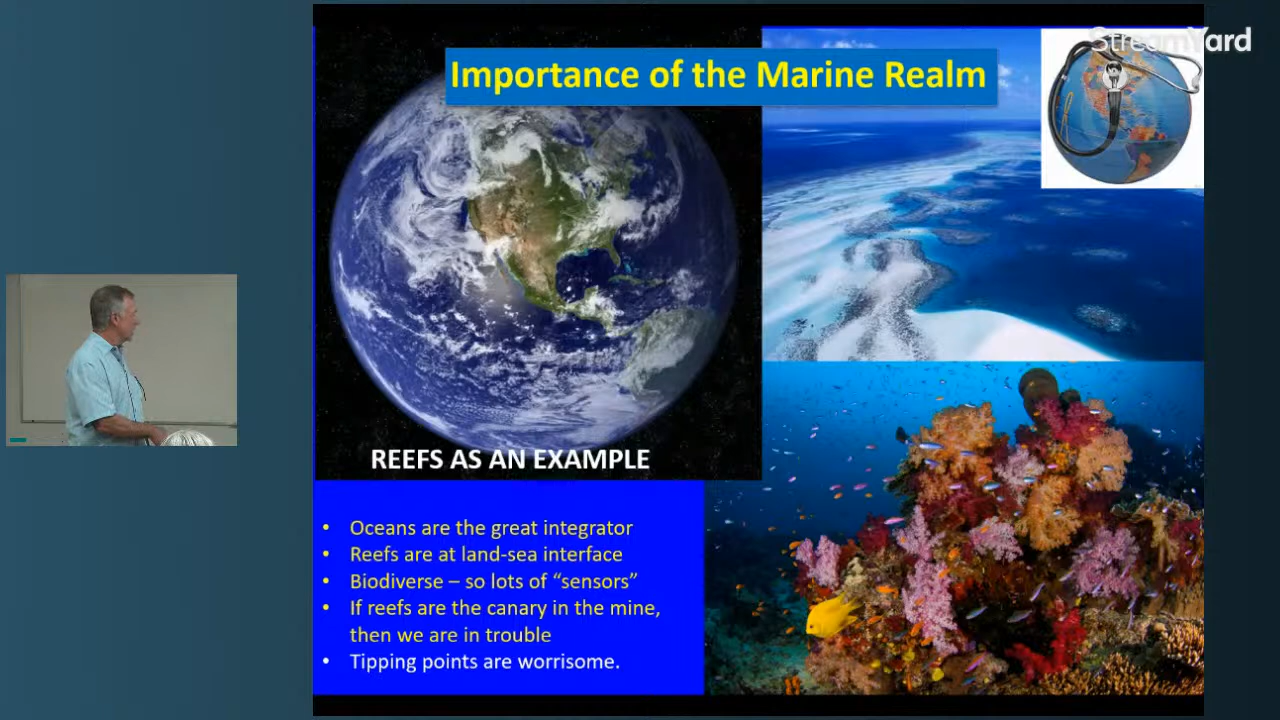 Importance of the Marine Realm
StreamYard
REEFS AS AN EXAMPLE
• Oceans are the great integrator
• Reefs are at land-sea interface
• Biodiverse – so lots of “sensors”
• If reefs are the canary in the mine,
then we are in trouble
• Tipping points are worrisome.